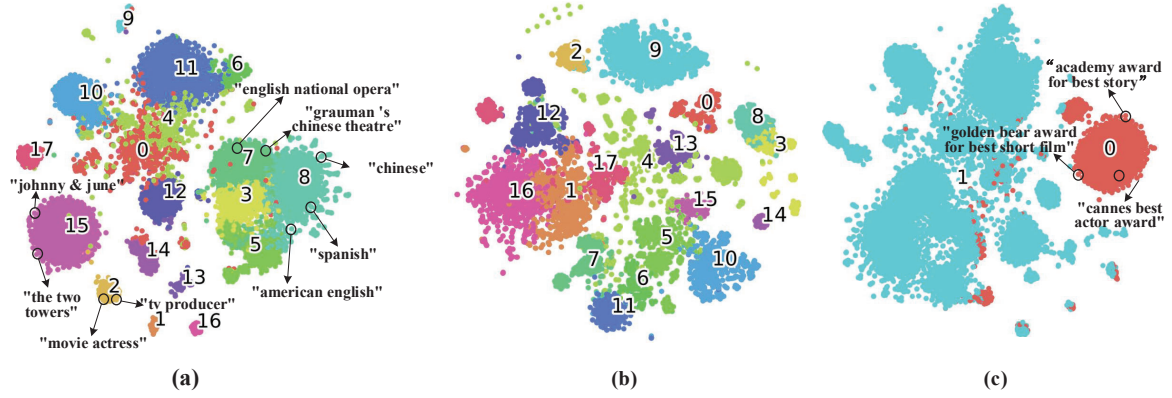 9
11
6
10
"english national opera"
4
"grauman 's
chinese theatre"
17
0
7
"chinese"
"johnny & june"
12
3
8
15
14
5
"spanish"
13
"american english"
"the two
towers"
2
"tv producer"
1
16
"movie actress"
(a)
2
9
12
0
8
13
3
4
17
16
1
15
14
5
10
7
6
11
(b)
“academy award
for best story”
"golden bear award
for best short film"
0
1
"cannes best
actor award"
(c)